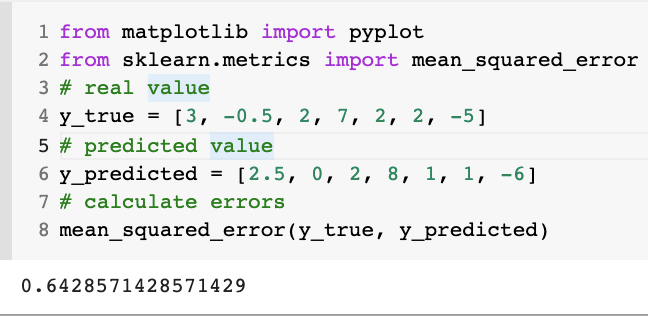 1 from matplotlib import pyplot
2 from sklearn.metrics import mean_squared_error
3 # real value
4 y_true = [3, -0.5, 2, 7, 2, 2, -5]
5 # predicted value
6 y_predicted = [2.5, 0, 2, 8, 1, 1, -6]
7 # calculate errors
8 mean_squared_error(y_true, y_predicted)
0.6428571428571429